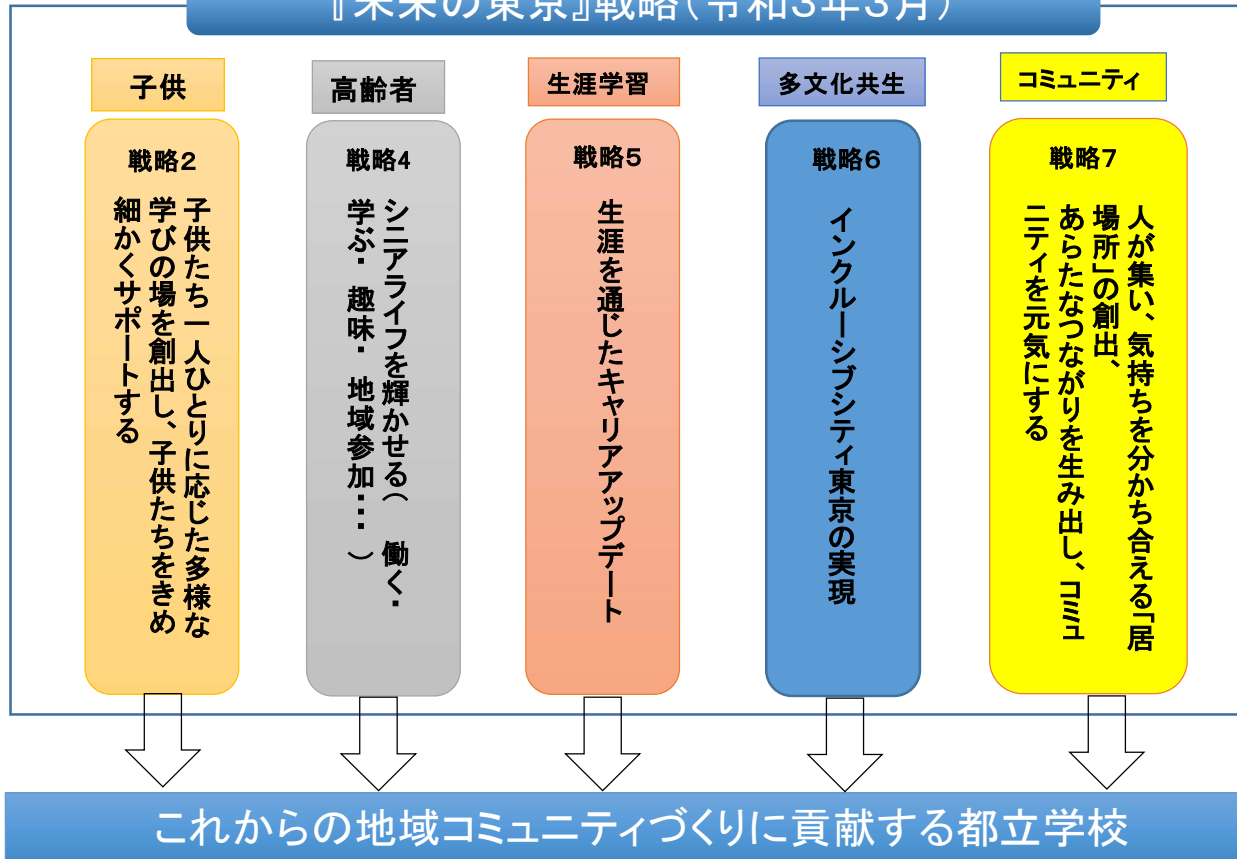 『未来の東京』戦略(令和3年3月)
子供
戦略2
子供たち一人ひとりに応じた多様な
学びの場を創出し、子供たちをきめ
細かくサポートする
高齢者
戦略4
シニアライフを輝かせる( 働く・
学ぶ・ 趣味・ 地域参加・・・)
生涯学習
戦略5
生涯を通じたキャリアアップデート
多文化共生
戦略6
インクルーシブシティ東京の実現
コミュニティ
戦略7
人が集い、気持ちを分かち合える「居
場所」の創出、
あらたなつながりを生み出し、コミュ
ニティを元気にする
これからの地域コミュニティづくりに貢献する都立学校